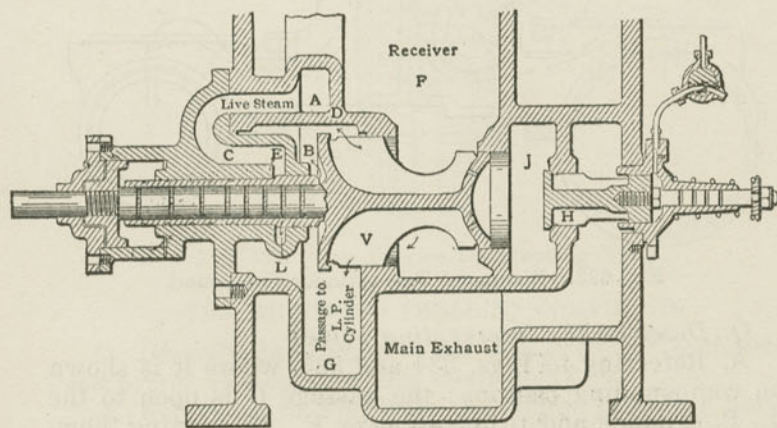 Receiver
F
Live Steam
A
D
C
E
B
J
H
V
L
Passage to
L. P.
Cylinder
G
Main Exhaust